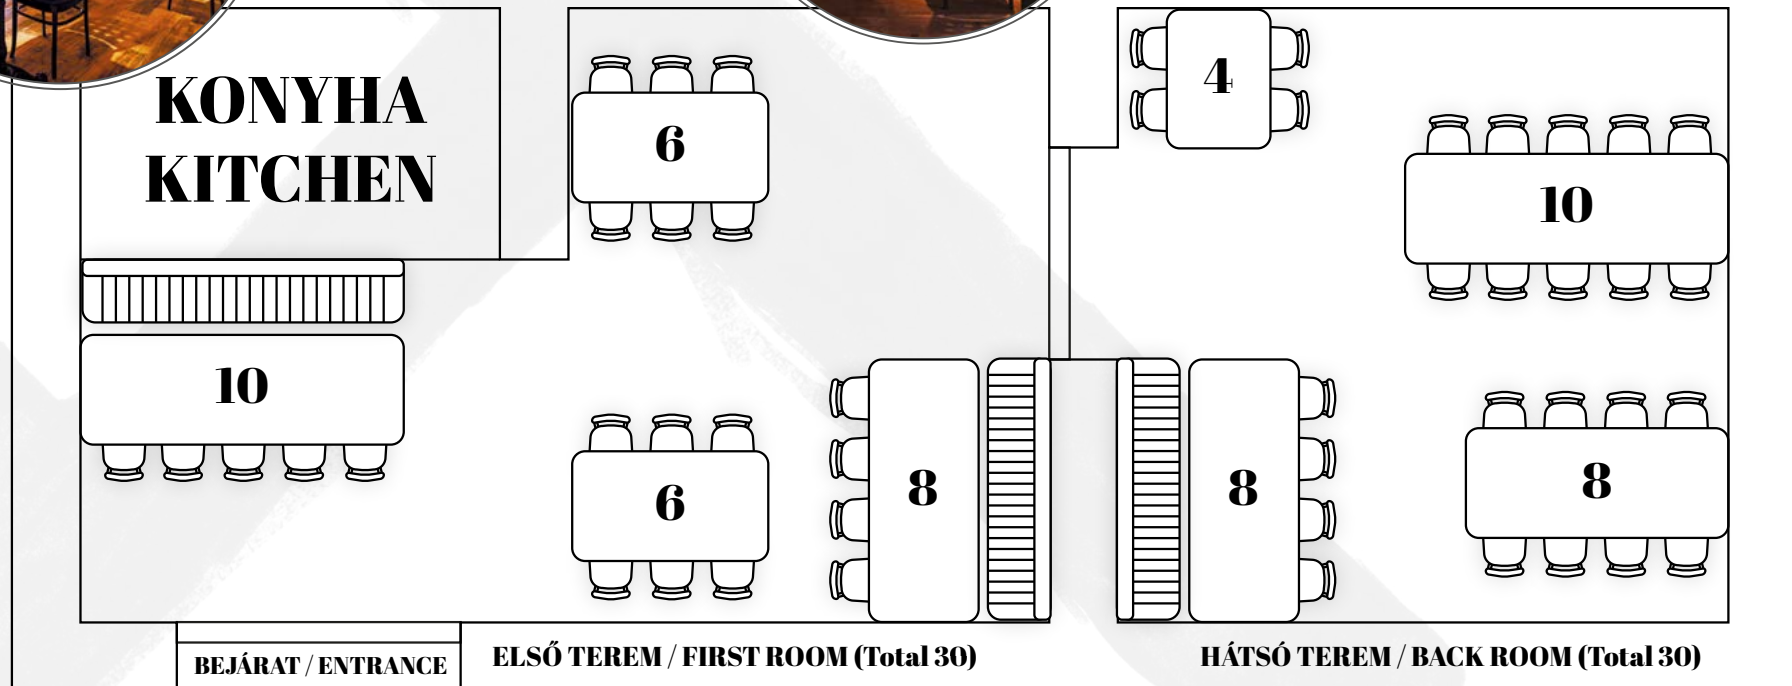 KONYHA
KITCHEN
6
4
10
10
6
8
8
8
BEJÁRAT / ENTRANCE
ELSŐ TEREM / FIRST ROOM (Total 30)
HÁTSÓ TEREM / BACK ROOM (Total 30)